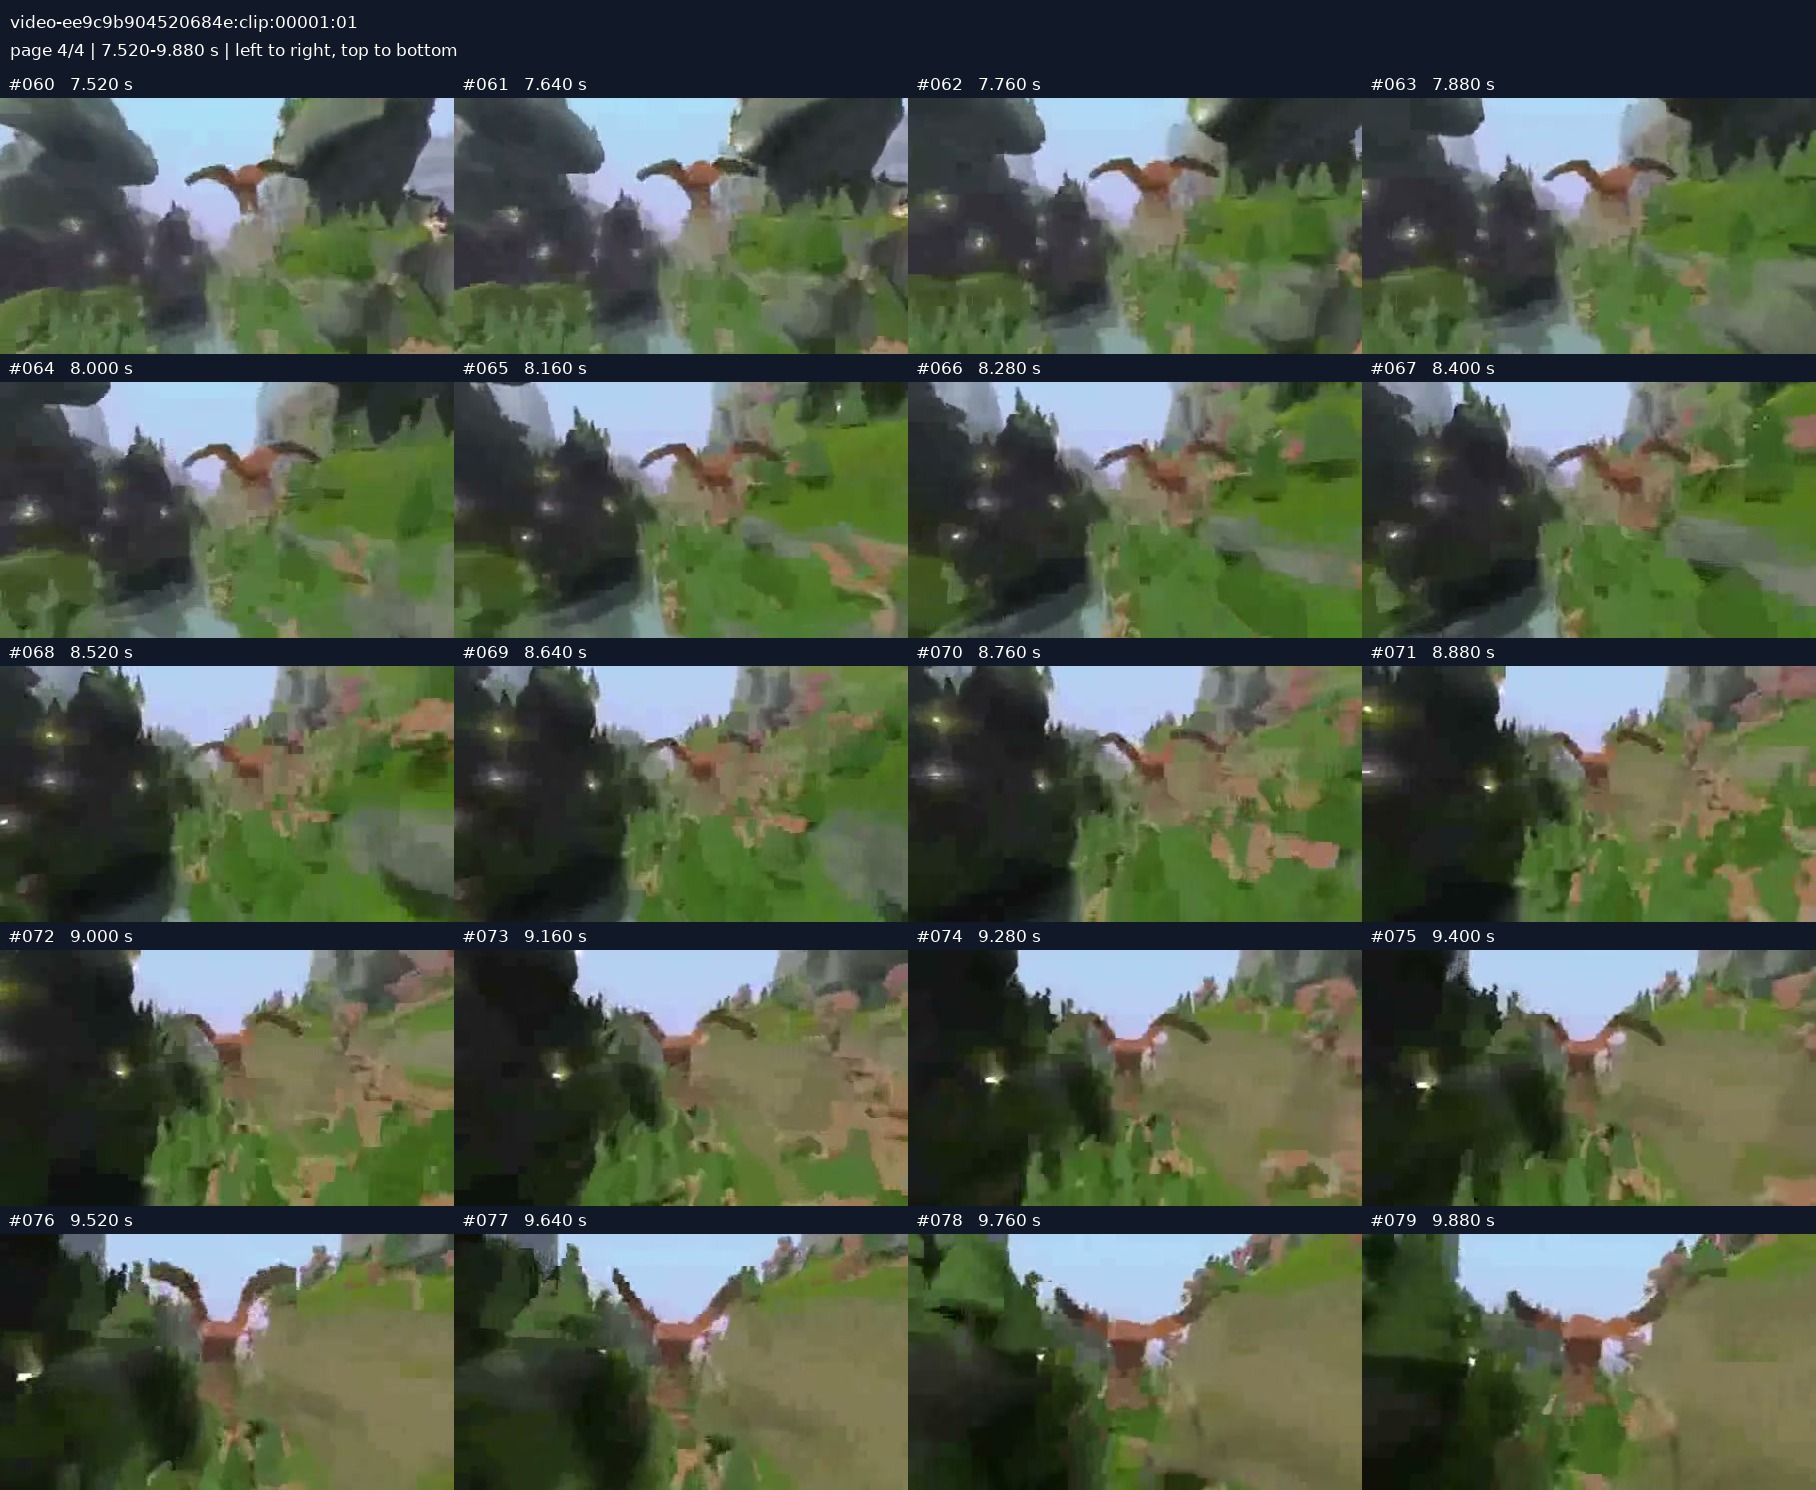 video-ee9c9b904520684e:clip:00001:01
page 4/4 | 7.520-9.880 s | left to right, top to bottom
#060 7.520 s
#061 7.640 s
#062 7.760 s
#063 7.880 s
#064 8.000 s
#065 8.160 s
#066 8.280 s
#067 8.400 s
#068 8.520 s
#069 8.640 s
#070 8.760 s
#071 8.880 s
#072 9.000 s
#073 9.160 s
#074 9.280 s
#075 9.400 s
#076 9.520 s
#077 9.640 s
#078 9.760 s
#079 9.880 s